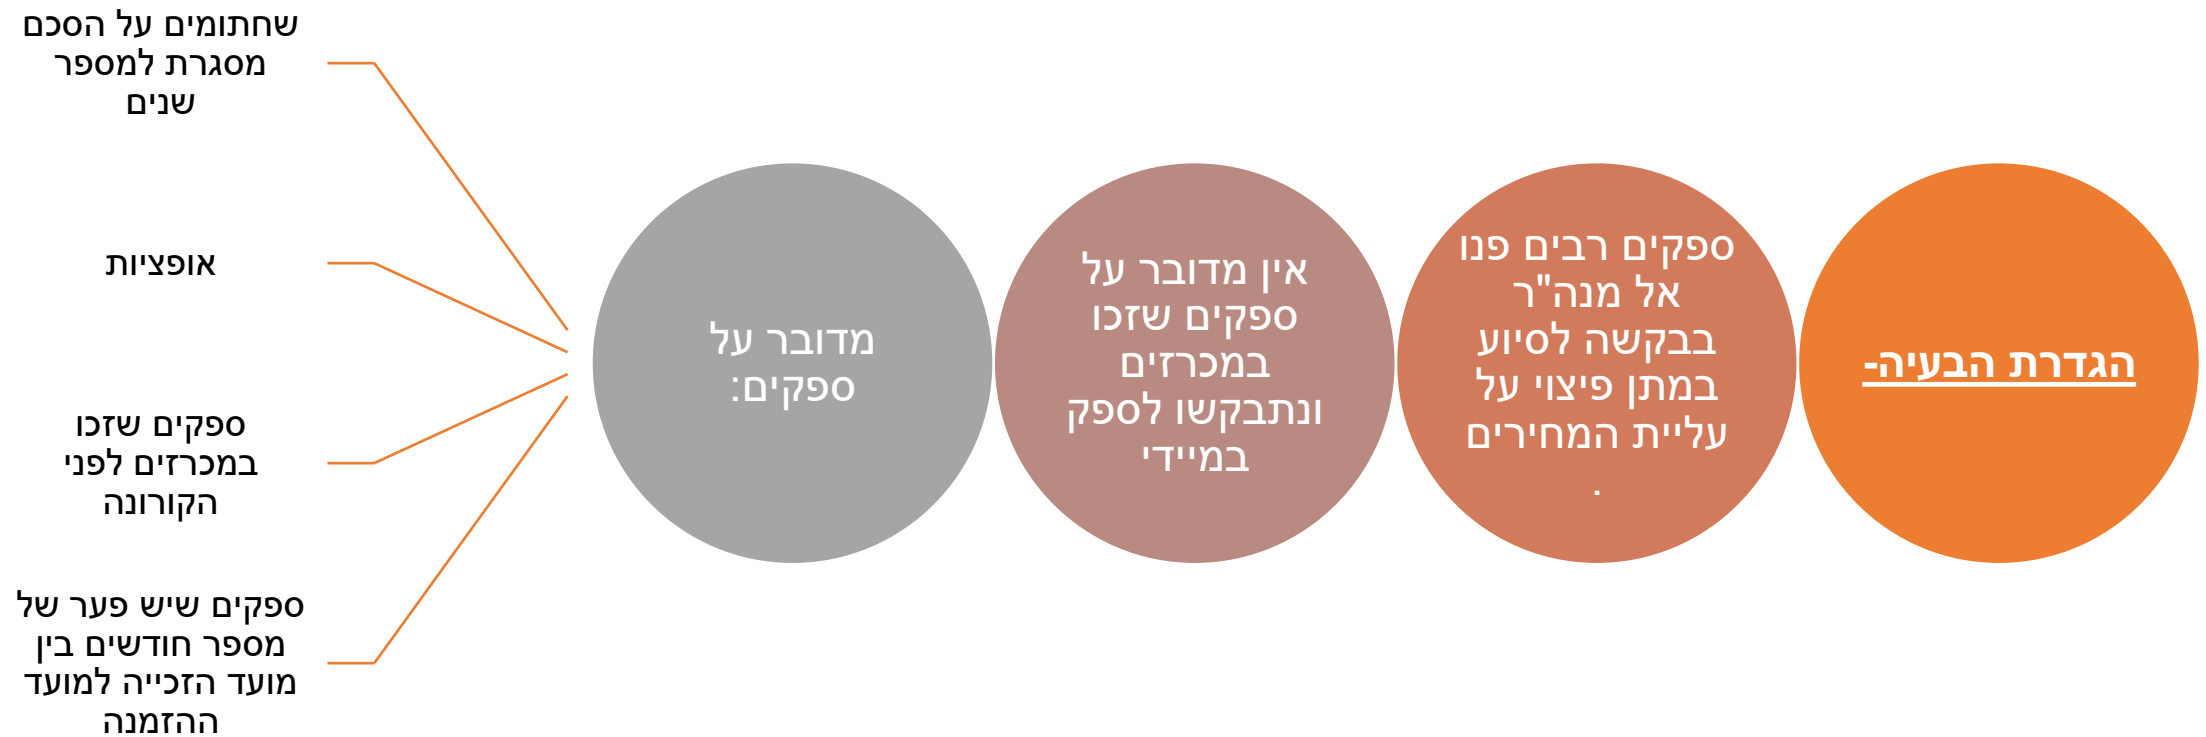 הגדרת הבעיה-
ספקים רבים פנו
אל מנה"ר
בבקשה לסיוע
במתן פיצוי על
עליית המחירים
.
אין מדובר על
ספקים שזכו
במכרזים
ונתבקשו לספק
במיידי
מדובר על
ספקים:
שחתומים על הסכם
מסגרת למספר
שנים
אופציות
ספקים שזכו
במכרזים לפני
הקורונה
ספקים שיש פער של
מספר חודשים בין
מועד הזכייה למועד
ההזמנה